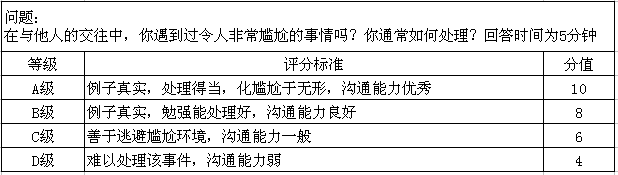 问题：
在与他人的交往中，你遇到过令人非常尴尬的事情吗？你通常如何处理？回答时间为5分钟
等级 评分标准 分值
A级 例子真实，处理得当，化尴尬于无形，沟通能力优秀 10
B级 例子真实，勉强能处理好，沟通能力良好 8
C级 善于逃避尴尬环境，沟通能力一般 6
D级 难以处理该事件，沟通能力弱 4